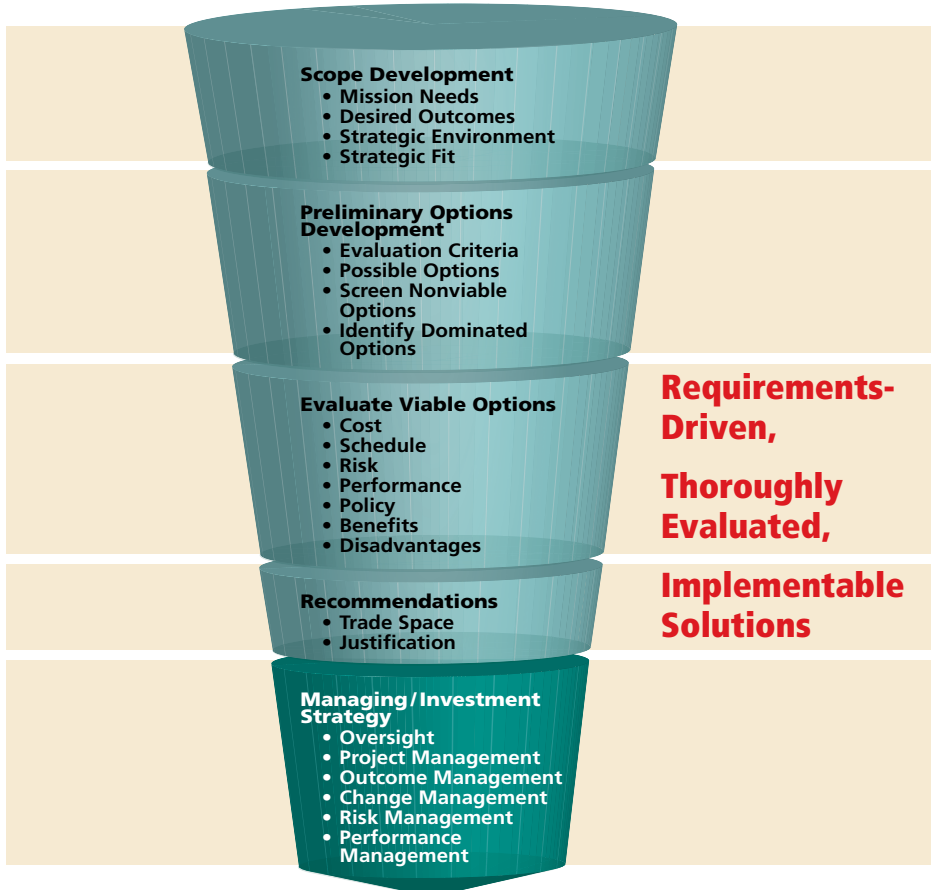 Scope Development
• Mission Needs
• Desired Outcomes
• Strategic Environment
• Strategic Fit
Preliminary Options
Development
• Evaluation Criteria
• Possible Options
• Screen Nonviable
Options
• Identify Dominated
Options
Evaluate Viable Options
• Cost
• Schedule
• Risk
• Performance
• Policy
• Benefits
• Disadvantages
Recommendations
• Trade Space
• Justification
Managing/Investment
Strategy
• Oversight
• Project Management
• Outcome Management
• Change Management
• Risk Management
• Performance
Management
Requirements-
Driven,
Thoroughly
Evaluated,
Implementable
Solutions